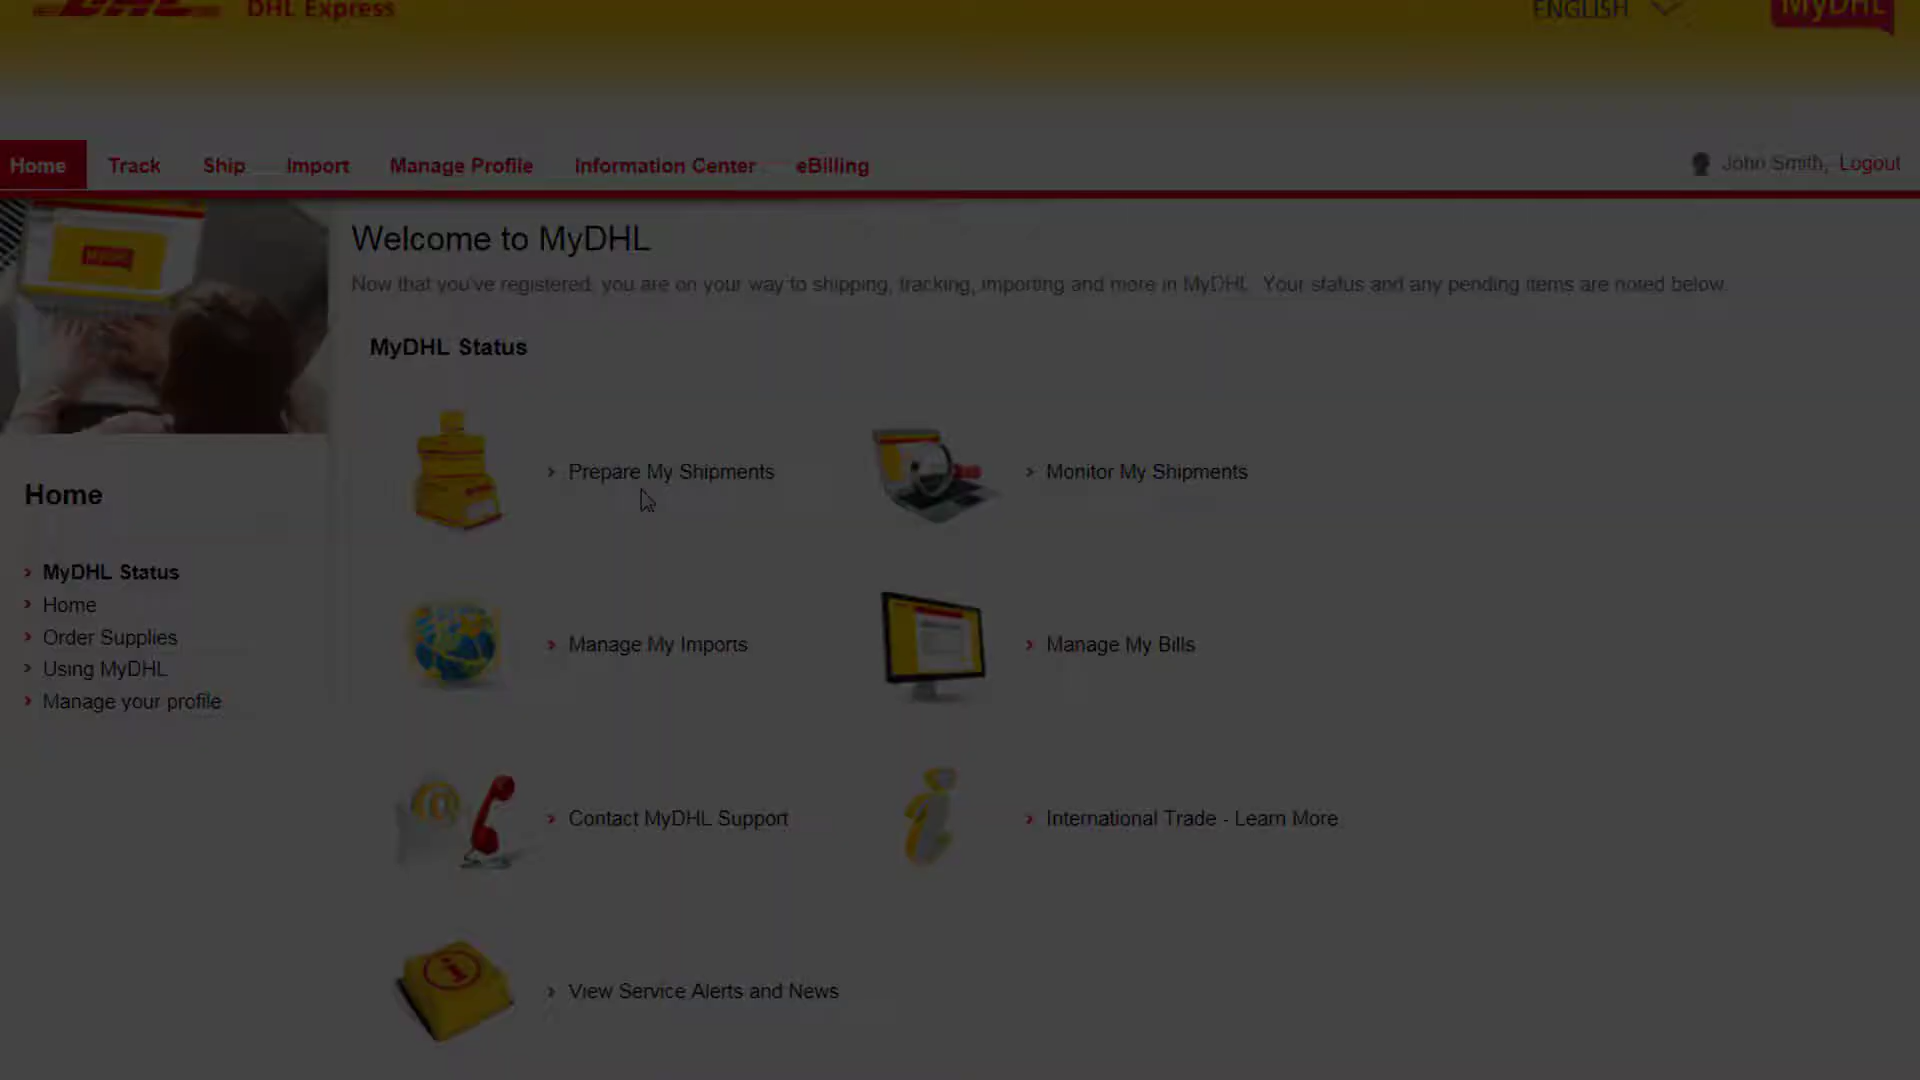 DHL DHL Express ENGLISH MyDHL
Home Track Ship Import Manage Profile Information Center eBilling John Smith, Logout
MyDHL
Welcome to MyDHL
Now that you've registered, you are on your way to shipping, tracking, importing and more in MyDHL. Your status and any pending items are noted below.
MyDHL Status
Prepare My Shipments
Monitor My Shipments
Home
MyDHL Status
Home
Order Supplies
Using MyDHL
Manage your profile
Manage My Imports
Manage My Bills
Contact MyDHL Support
International Trade - Learn More
View Service Alerts and News